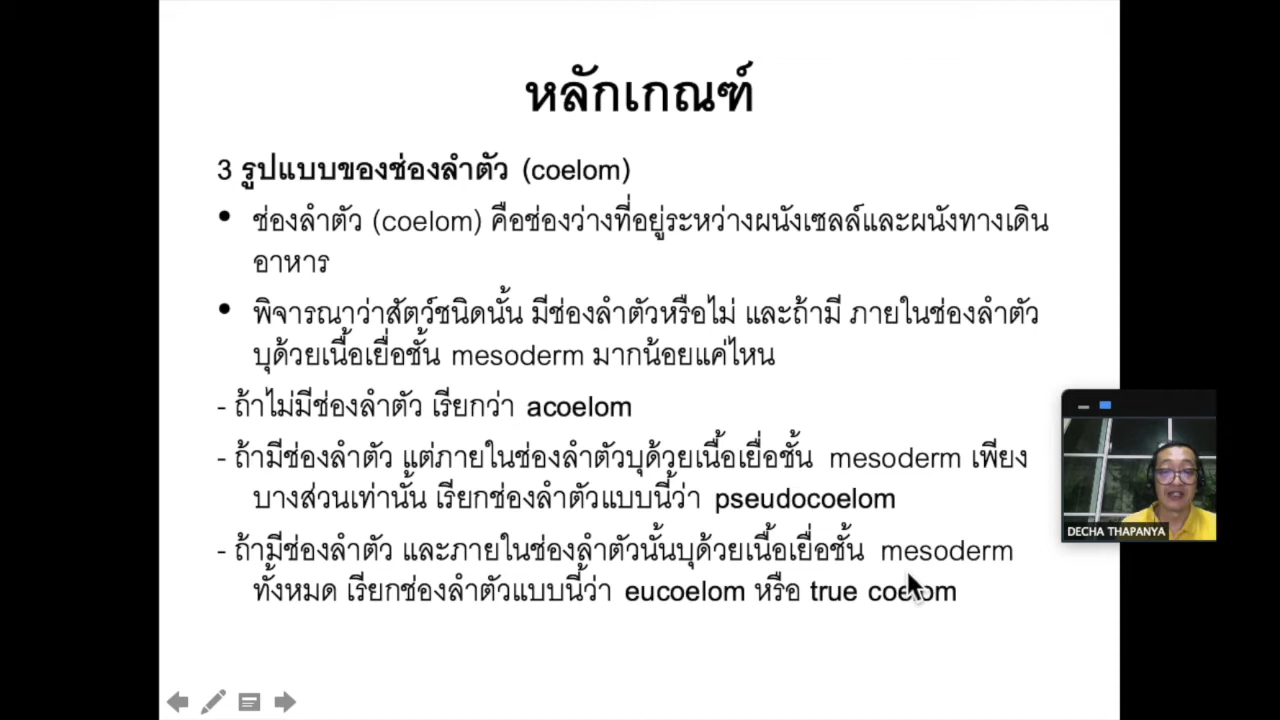 หลักเกณฑ์
3 รูปแบบของช่องลำตัว (coelom)
• ช่องลำตัว (coelom) คือช่องว่างที่อยู่ระหว่างผนังเซลล์และผนังทางเดิน
อาหาร
• พิจารณาว่าสัตว์ชนิดนั้น มีช่องลำตัวหรือไม่ และถ้ามี ภายในช่องลำตัว
บุด้วยเนื้อเยื่อชั้น mesoderm มากน้อยแค่ไหน
- ถ้าไม่มีช่องลำตัว เรียกว่า acoelom
- ถ้ามีช่องลำตัว แต่ภายในช่องลำตัวบุด้วยเนื้อเยื่อชั้น mesoderm เพียง
บางส่วนเท่านั้น เรียกช่องลำตัวแบบนี้ว่า pseudocoelom
- ถ้ามีช่องลำตัว และภายในช่องลำตัวนั้นบุด้วยเนื้อเยื่อชั้น mesoderm
ทั้งหมด เรียกช่องลำตัวแบบนี้ว่า eucoelom หรือ true coelom
DECHA THAPANYA